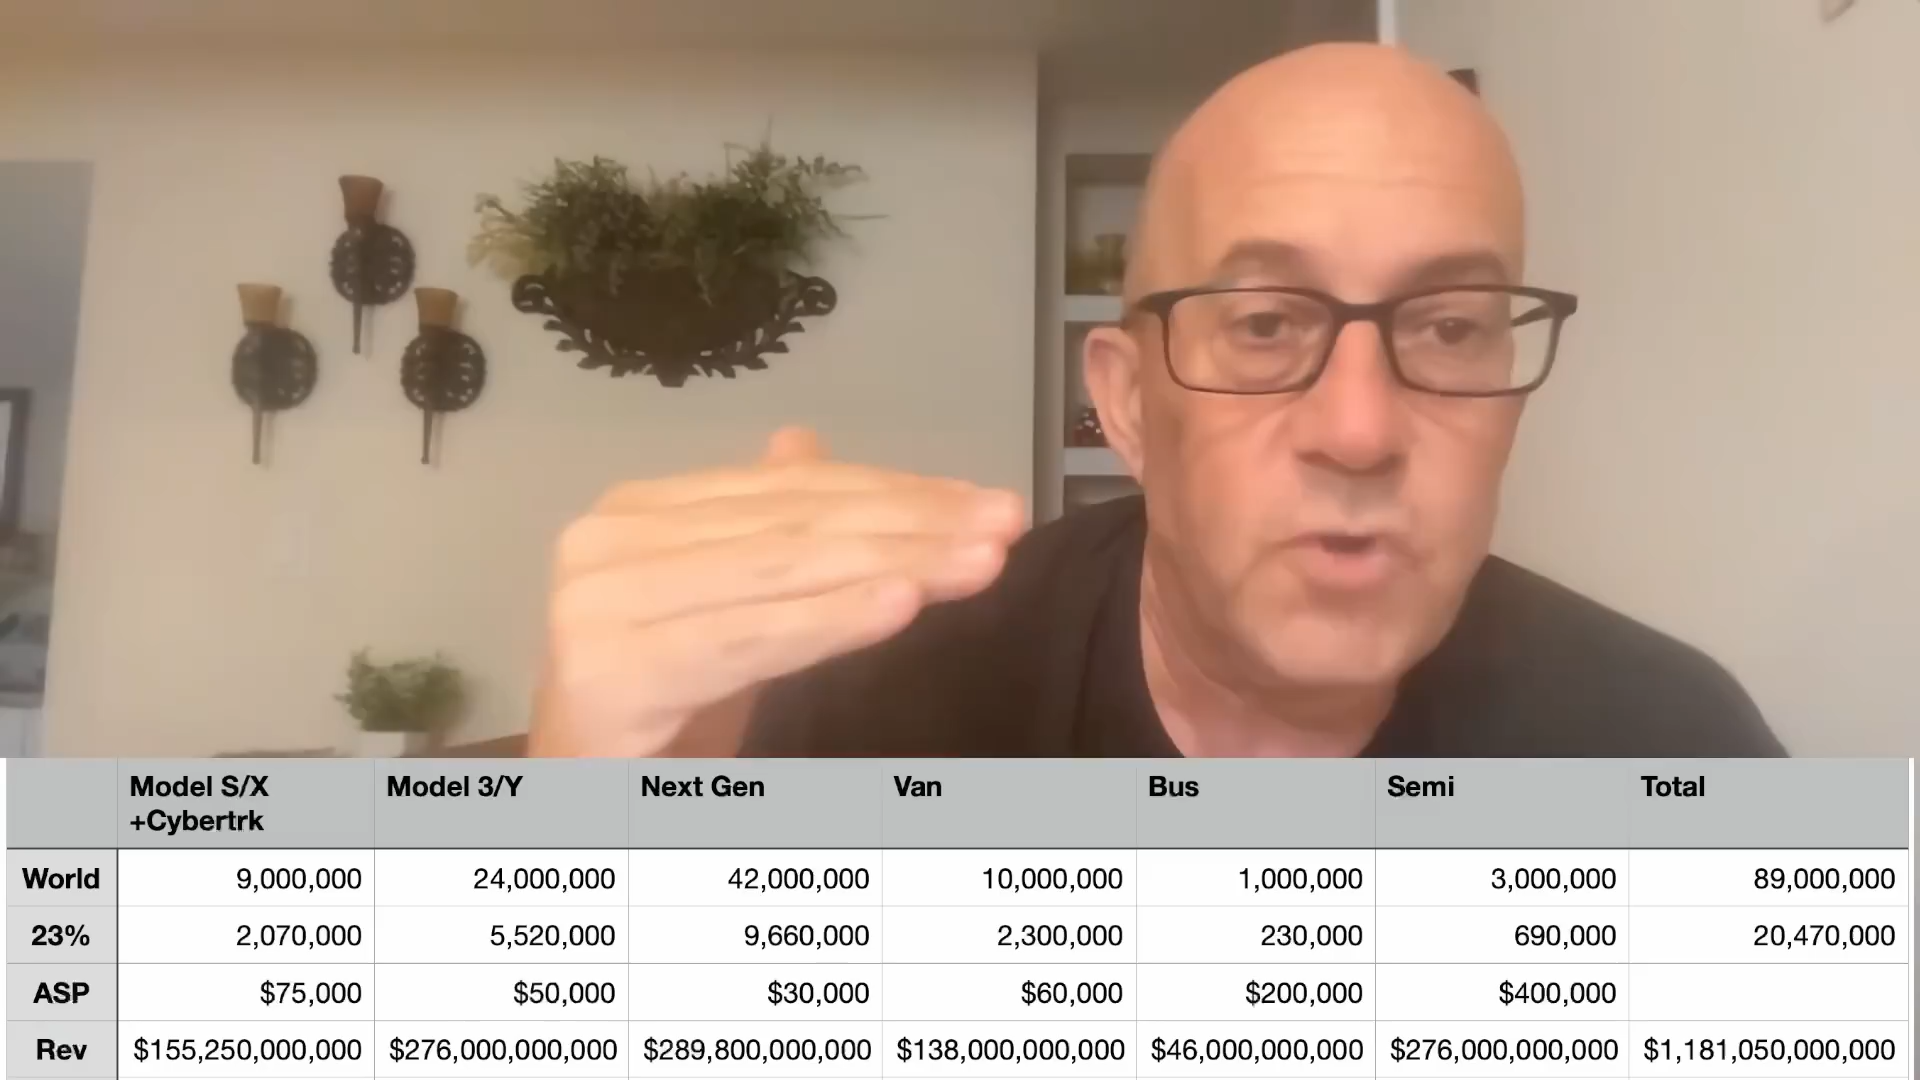 Model S/X Model 3/Y Next Gen Van Bus Semi Total
+Cybertrk
World 9,000,000 24,000,000 42,000,000 10,000,000 1,000,000 3,000,000 89,000,000
23% 2,070,000 5,520,000 9,660,000 2,300,000 230,000 690,000 20,470,000
ASP $75,000 $50,000 $30,000 $60,000 $200,000 $400,000
Rev $155,250,000,000 $276,000,000,000 $289,800,000,000 $138,000,000,000 $46,000,000,000 $276,000,000,000 $1,181,050,000,000